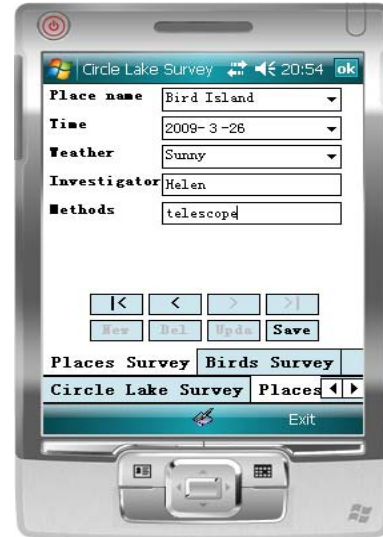 Circle Lake Survey 20:54 ok
Place name Bird Island
Time 2009- 3 -26
Weather Sunny
Investigator Helen
Methods telescope
|< < > >|
New Del Upda Save
Places Survey Birds Survey
Circle Lake Survey Places
Exit